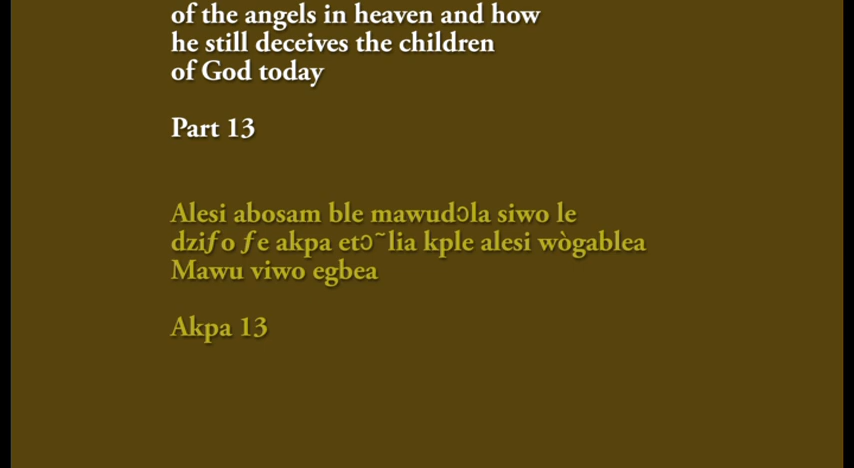 of the angels in heaven and how
he still deceives the children
of God today
Part 13
Alesi abosam ble mawudɔla siwo le
dziƒo ƒe akpa etɔ˜lia kple alesi wògablea
Mawu viwo egbea
Akpa 13